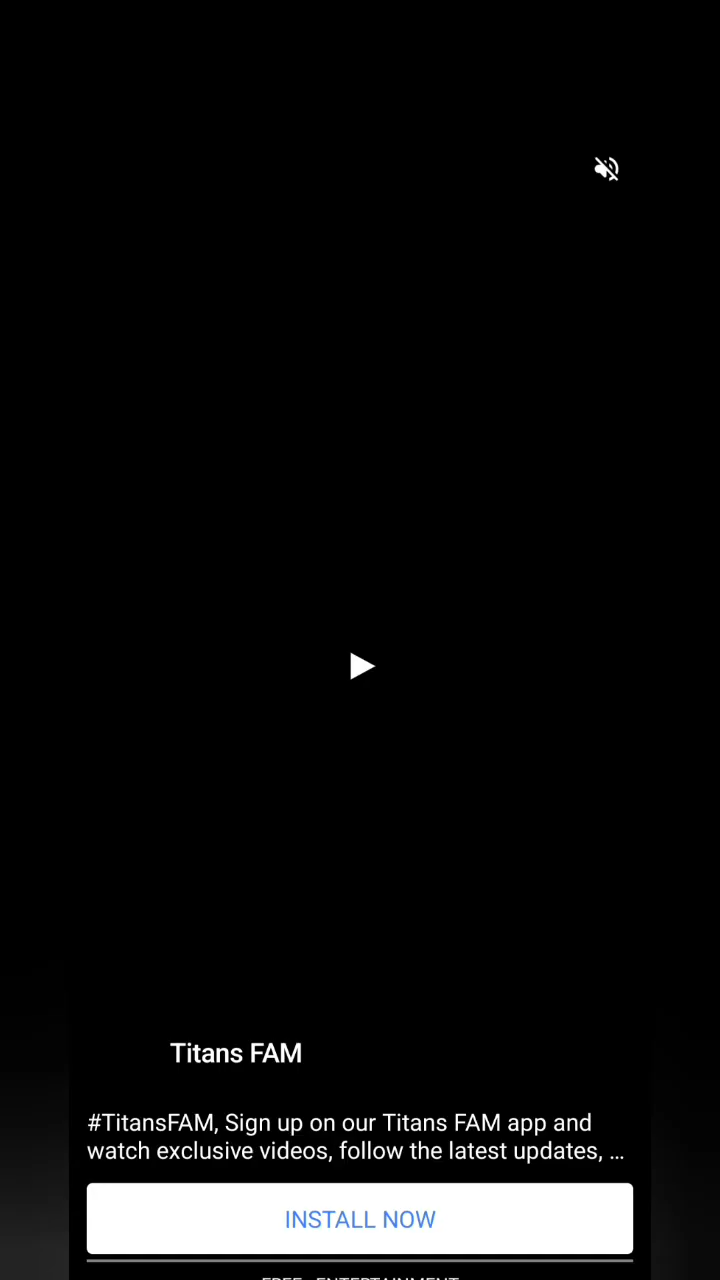 Titans FAM
#TitansFAM, Sign up on our Titans FAM app and
watch exclusive videos, follow the latest updates, ...
INSTALL NOW